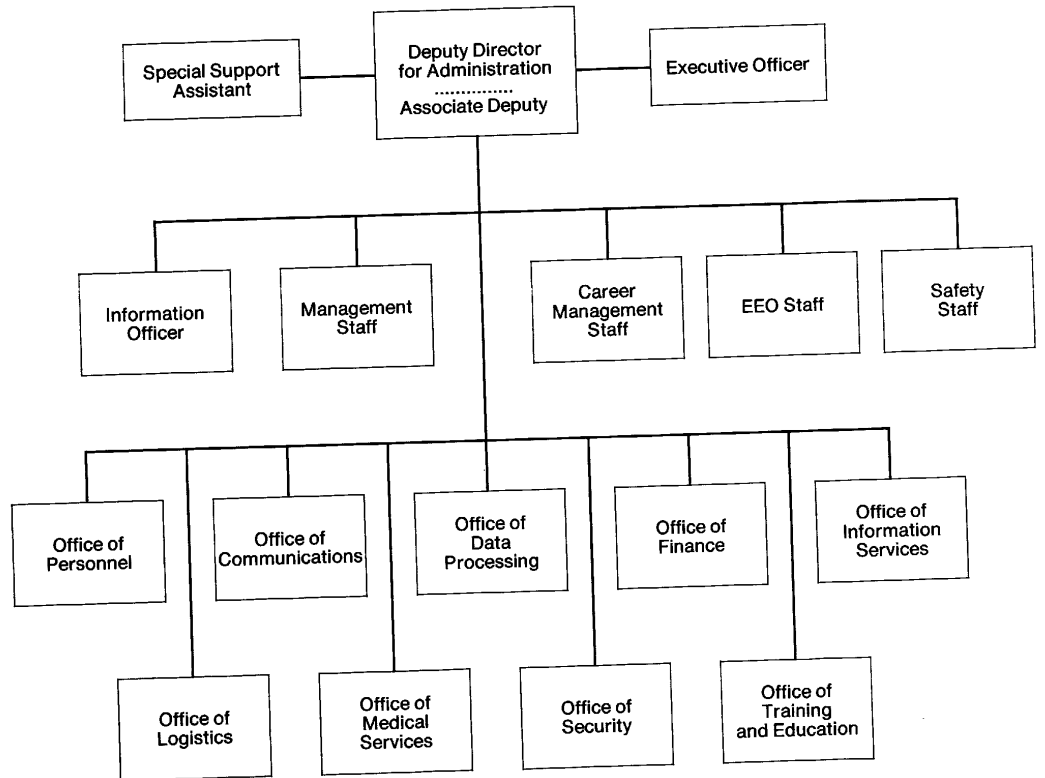 Special Support
Assistant
Deputy Director
for Administration
...............
Associate Deputy
Executive Officer
Information
Officer
Management
Staff
Career
Management
Staff
EEO Staff
Safety
Staff
Office of
Personnel
Office of
Communications
Office of
Data
Processing
Office of
Finance
Office of
Information
Services
Office of
Logistics
Office of
Medical
Services
Office of
Security
Office of
Training
and Education